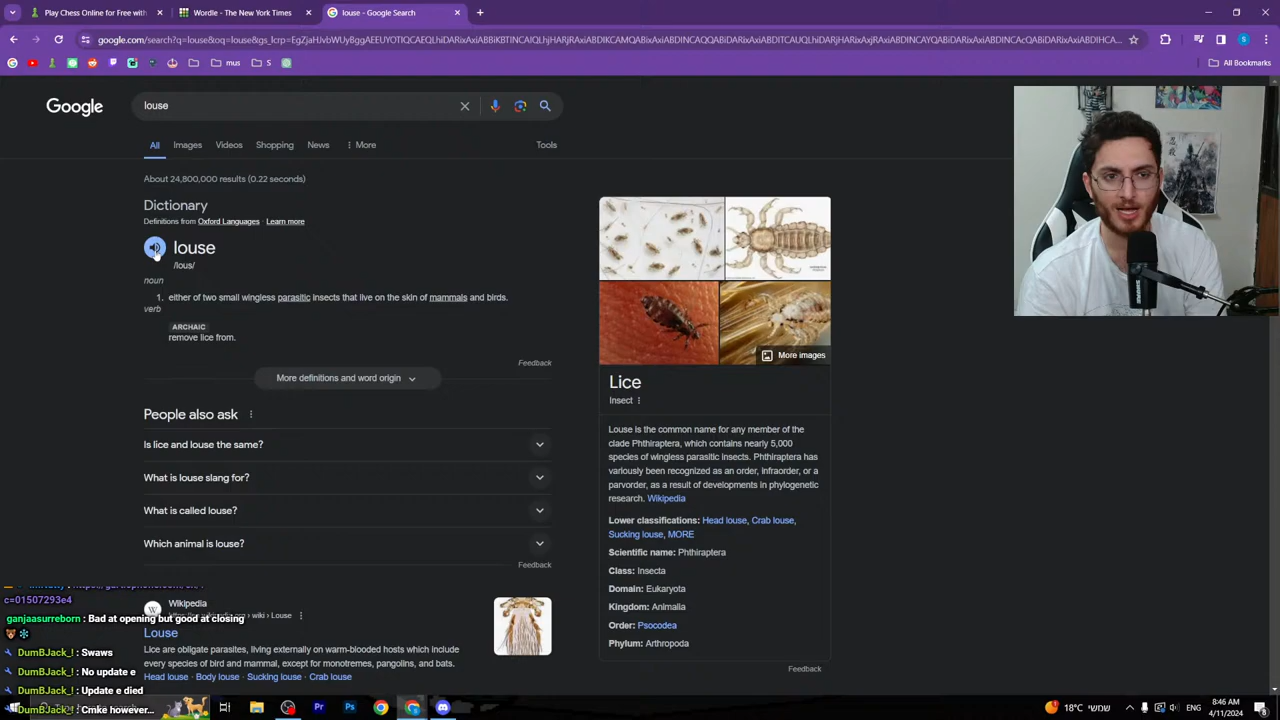 Play Chess Online for Free with
Wordle - The New York Times
louse - Google Search
mus
S
All Bookmarks
Google
louse
All
Images
Videos
Shopping
News
More
Tools
About 24,800,000 results (0.22 seconds)
Dictionary
Definitions from Oxford Languages · Learn more
louse
/lous/
noun
1. either of two small wingless parasitic insects that live on the skin of mammals and birds.
verb
ARCHAIC
remove lice from.
Feedback
More definitions and word origin
People also ask
Is lice and louse the same?
What is louse slang for?
What is called louse?
Which animal is louse?
Feedback
More images
Lice
Insect
Louse is the common name for any member of the
clade Phthiraptera, which contains nearly 5,000
species of wingless parasitic insects. Phthiraptera has
variously been recognized as an order, infraorder, or a
parvorder, as a result of developments in phylogenetic
research. Wikipedia
Lower classifications: Head louse, Crab louse,
Sucking louse, MORE
Scientific name: Phthiraptera
Class: Insecta
Domain: Eukaryota
Kingdom: Animalia
Order: Psocodea
Phylum: Arthropoda
Feedback
c=01507293e4
Wikipedia
› Louse
ganjaasurreborn : Bad at opening but good at closing
Louse
Lice are obligate parasites, living externally on warm-blooded hosts which include
every species of bird and mammal, except for monotremes, pangolins, and bats.
Head louse · Body louse · Sucking louse · Crab louse
DumBJack_! : Swaws
DumBJack_! : No update e
DumBJack_! : Update e died
DumBJack_! : Cmke however...
18°C שמשי
ENG
8:46 AM
4/11/2024